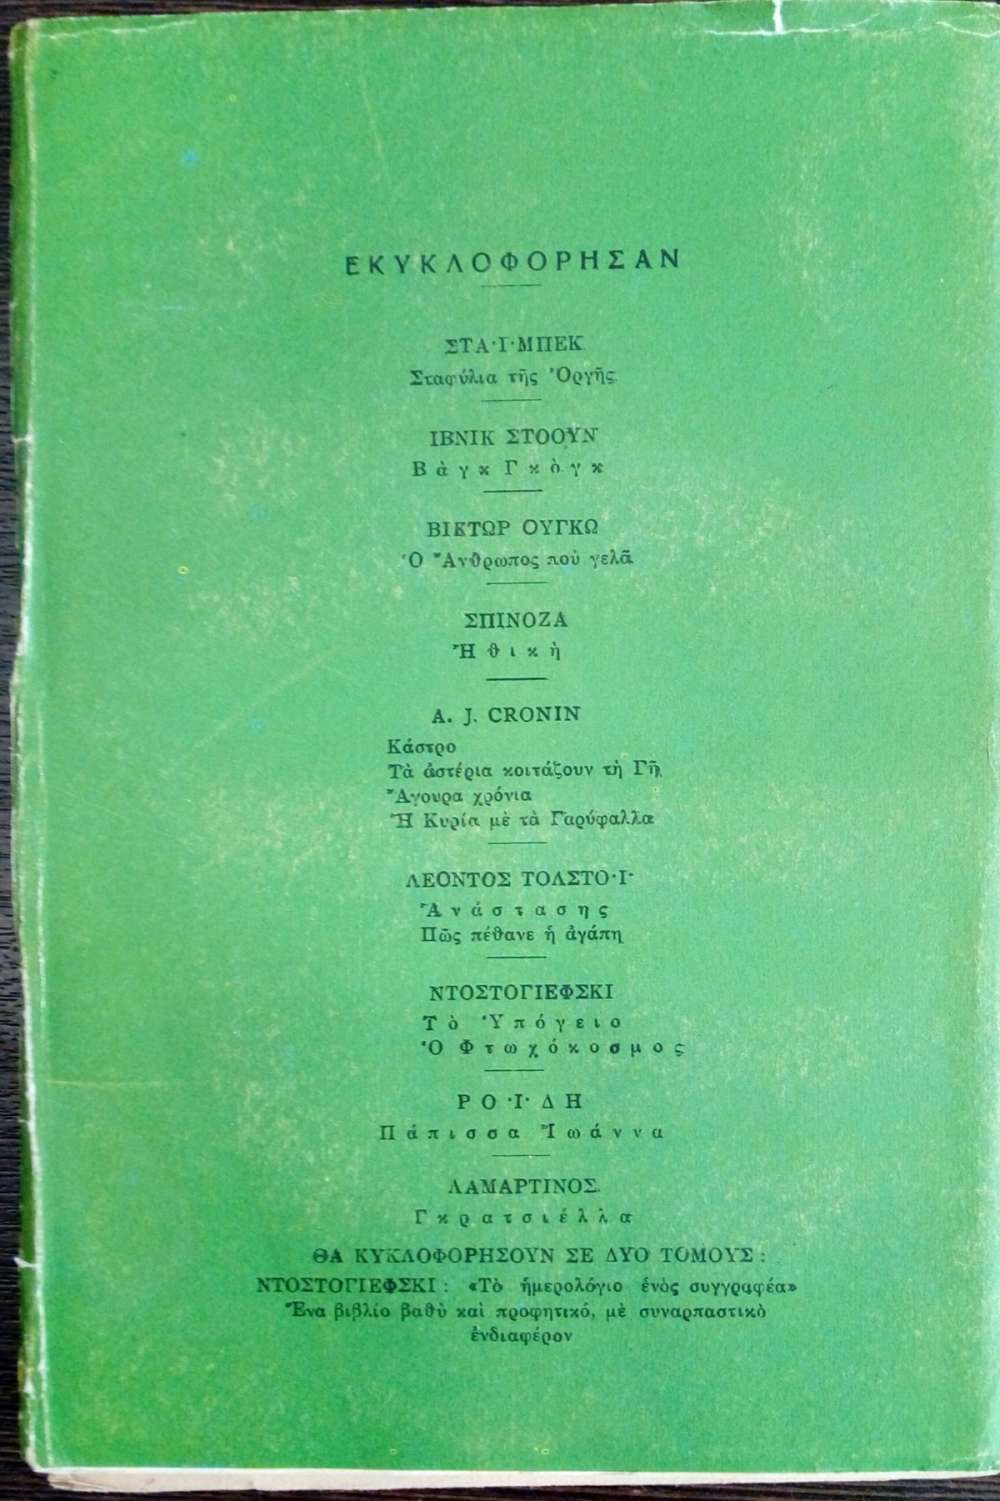 ΕΚΥΚΛΟΦΟΡΗΣΑΝ
ΣΤΑ·Ι·ΜΠΕΚ
Σταφύλια τῆς Ὀργῆς
ΙΒΝΙΚ ΣΤΟΟΥΝ
Βὰγκ Γκὸγκ
ΒΙΚΤΩΡ ΟΥΓΚΩ
Ὁ Ἄνθρωπος ποὺ γελᾶ
ΣΠΙΝΟΖΑ
Ἠθικὴ
A. J. CRONIN
Κάστρο
Τὰ ἀστέρια κοιτάζουν τὴ Γῆ
Ἄγουρα χρόνια
Ἡ Κυρία μὲ τὰ Γαρύφαλλα
ΛΕΟΝΤΟΣ ΤΟΛΣΤΟ·Ι·
Ἀνάστασης
Πῶς πέθανε ἡ ἀγάπη
ΝΤΟΣΤΟΓΙΕΦΣΚΙ
Τὸ Ὑπόγειο
Ὁ Φτωχόκοσμος
ΡΟ·Ι·ΔΗ
Πάπισσα Ἰωάννα
ΛΑΜΑΡΤΙΝΟΣ
Γκρατσιέλλα
ΘΑ ΚΥΚΛΟΦΟΡΗΣΟΥΝ ΣΕ ΔΥΟ ΤΟΜΟΥΣ :
ΝΤΟΣΤΟΓΙΕΦΣΚΙ : «Τὸ ἡμερολόγιο ἑνὸς συγγραφέα»
Ἕνα βιβλίο βαθὺ καὶ προφητικό, μὲ συναρπαστικὸ
ἐνδιαφέρον